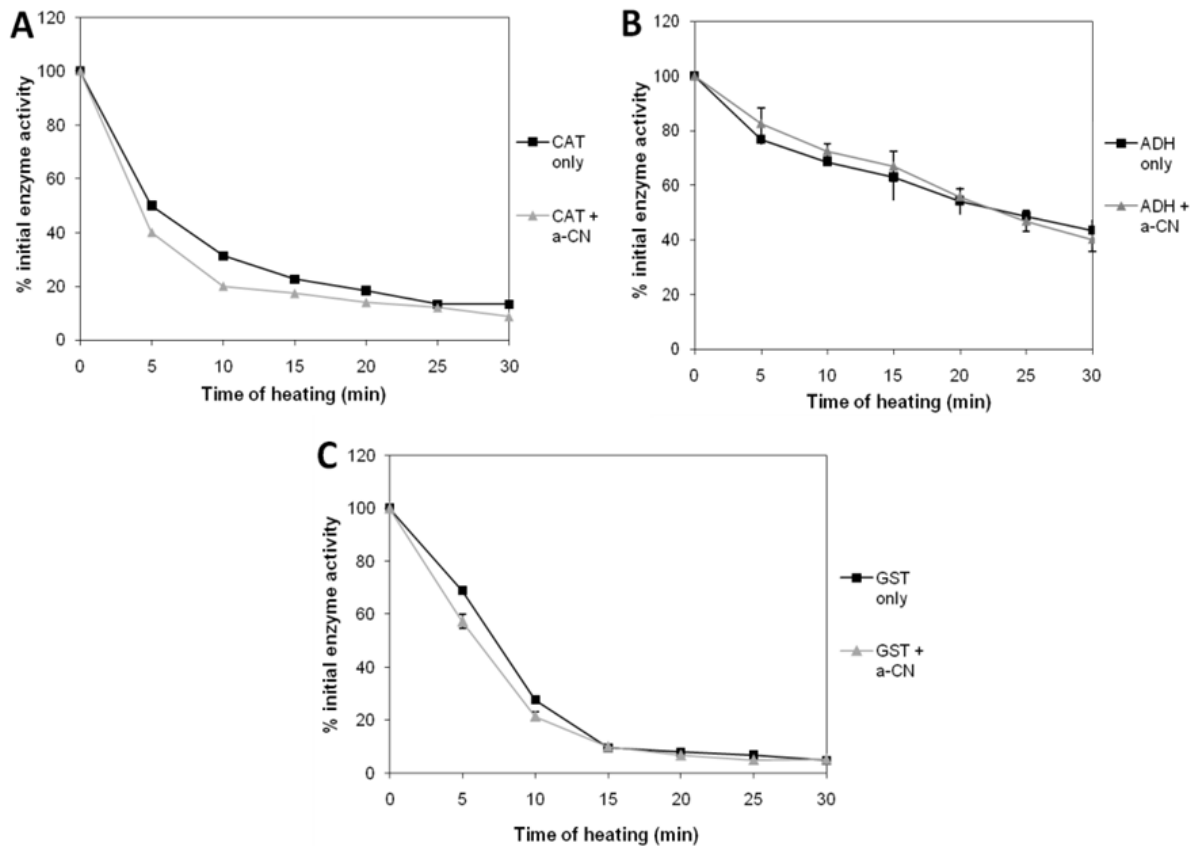 A
120
100
80
60
40
20
0
% initial enzyme activity
0 5 10 15 20 25 30
Time of heating (min)
CAT
only
CAT +
a-CN
B
120
100
80
60
40
20
0
% initial enzyme activity
0 5 10 15 20 25 30
Time of heating (min)
ADH
only
ADH +
a-CN
C
120
100
80
60
40
20
0
% initial enzyme activity
0 5 10 15 20 25 30
Time of heating (min)
GST
only
GST +
a-CN